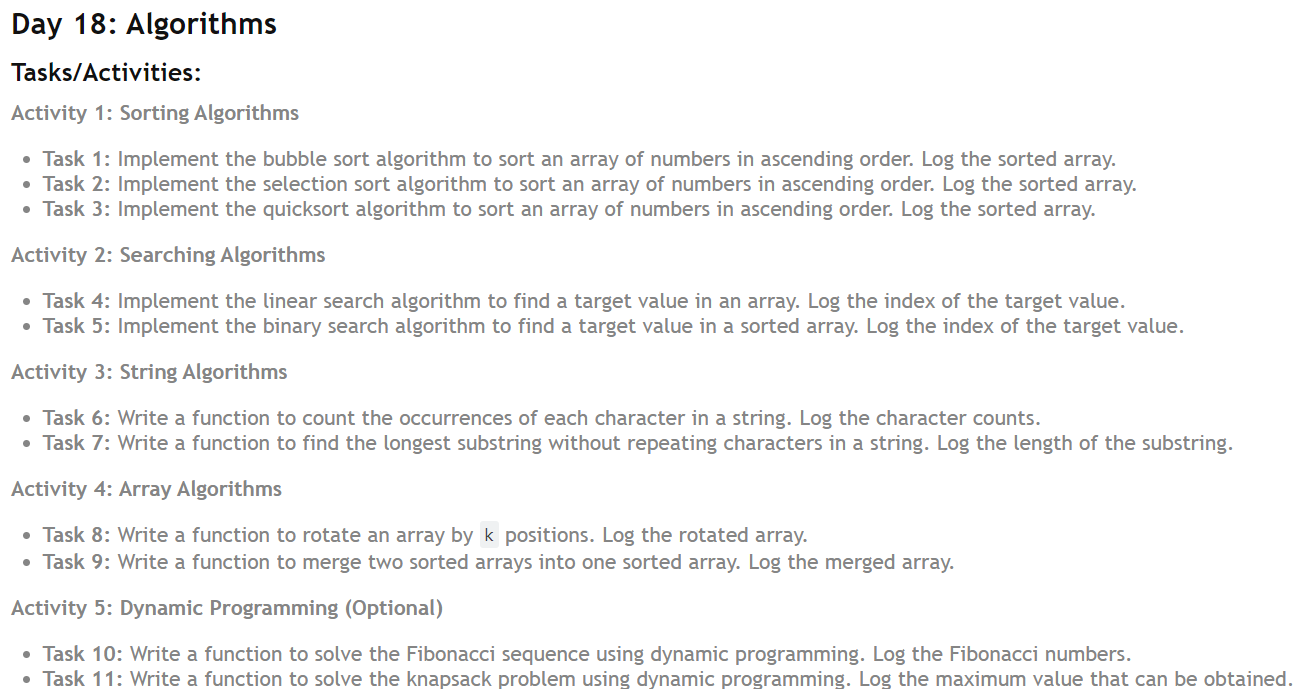 Day 18: Algorithms
Tasks/Activities:
Activity 1: Sorting Algorithms
• Task 1: Implement the bubble sort algorithm to sort an array of numbers in ascending order. Log the sorted array.
• Task 2: Implement the selection sort algorithm to sort an array of numbers in ascending order. Log the sorted array.
• Task 3: Implement the quicksort algorithm to sort an array of numbers in ascending order. Log the sorted array.
Activity 2: Searching Algorithms
• Task 4: Implement the linear search algorithm to find a target value in an array. Log the index of the target value.
• Task 5: Implement the binary search algorithm to find a target value in a sorted array. Log the index of the target value.
Activity 3: String Algorithms
• Task 6: Write a function to count the occurrences of each character in a string. Log the character counts.
• Task 7: Write a function to find the longest substring without repeating characters in a string. Log the length of the substring.
Activity 4: Array Algorithms
• Task 8: Write a function to rotate an array by k positions. Log the rotated array.
• Task 9: Write a function to merge two sorted arrays into one sorted array. Log the merged array.
Activity 5: Dynamic Programming (Optional)
• Task 10: Write a function to solve the Fibonacci sequence using dynamic programming. Log the Fibonacci numbers.
• Task 11: Write a function to solve the knapsack problem using dynamic programming. Log the maximum value that can be obtained.